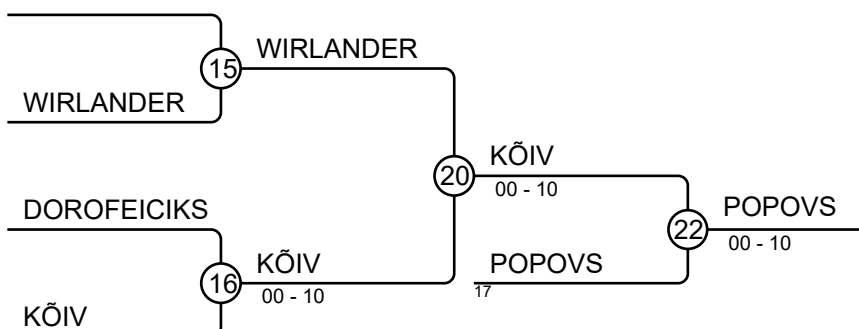 WIRLANDER
15
WIRLANDER
KÕIV
20
00 - 10
DOROFEICIKS
POPOVS
22
00 - 10
KÕIV
16
00 - 10
POPOVS
17
KÕIV